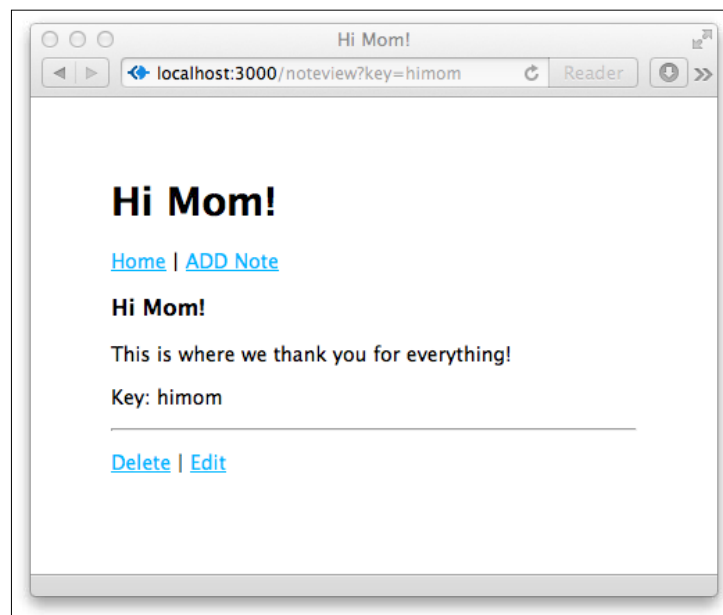 Hi Mom!
localhost:3000/noteview?key=himom
Reader
Hi Mom!
Home | ADD Note
Hi Mom!
This is where we thank you for everything!
Key: himom
Delete | Edit